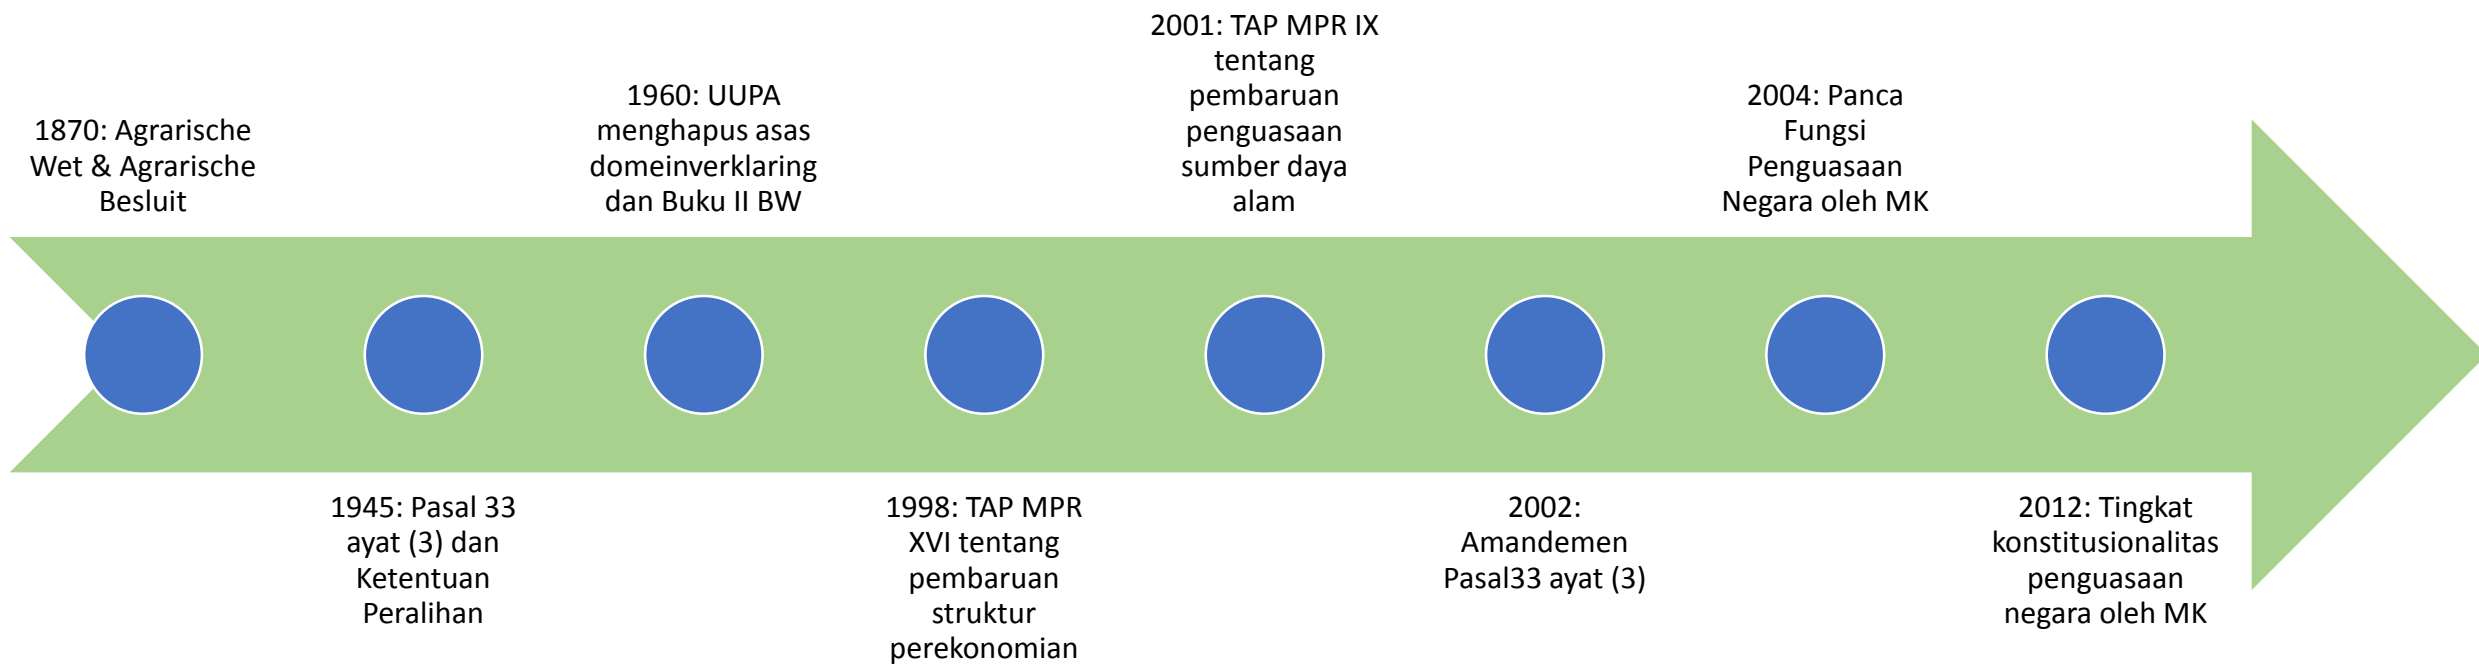 1870: Agrarische
Wet & Agrarische
Besluit
1945: Pasal 33
ayat (3) dan
Ketentuan
Peralihan
1960: UUPA
menghapus asas
domeinverklaring
dan Buku II BW
1998: TAP MPR
XVI tentang
pembaruan
struktur
perekonomian
2001: TAP MPR IX
tentang
pembaruan
penguasaan
sumber daya
alam
2002:
Amandemen
Pasal33 ayat (3)
2004: Panca
Fungsi
Penguasaan
Negara oleh MK
2012: Tingkat
konstitusionalitas
penguasaan
negara oleh MK